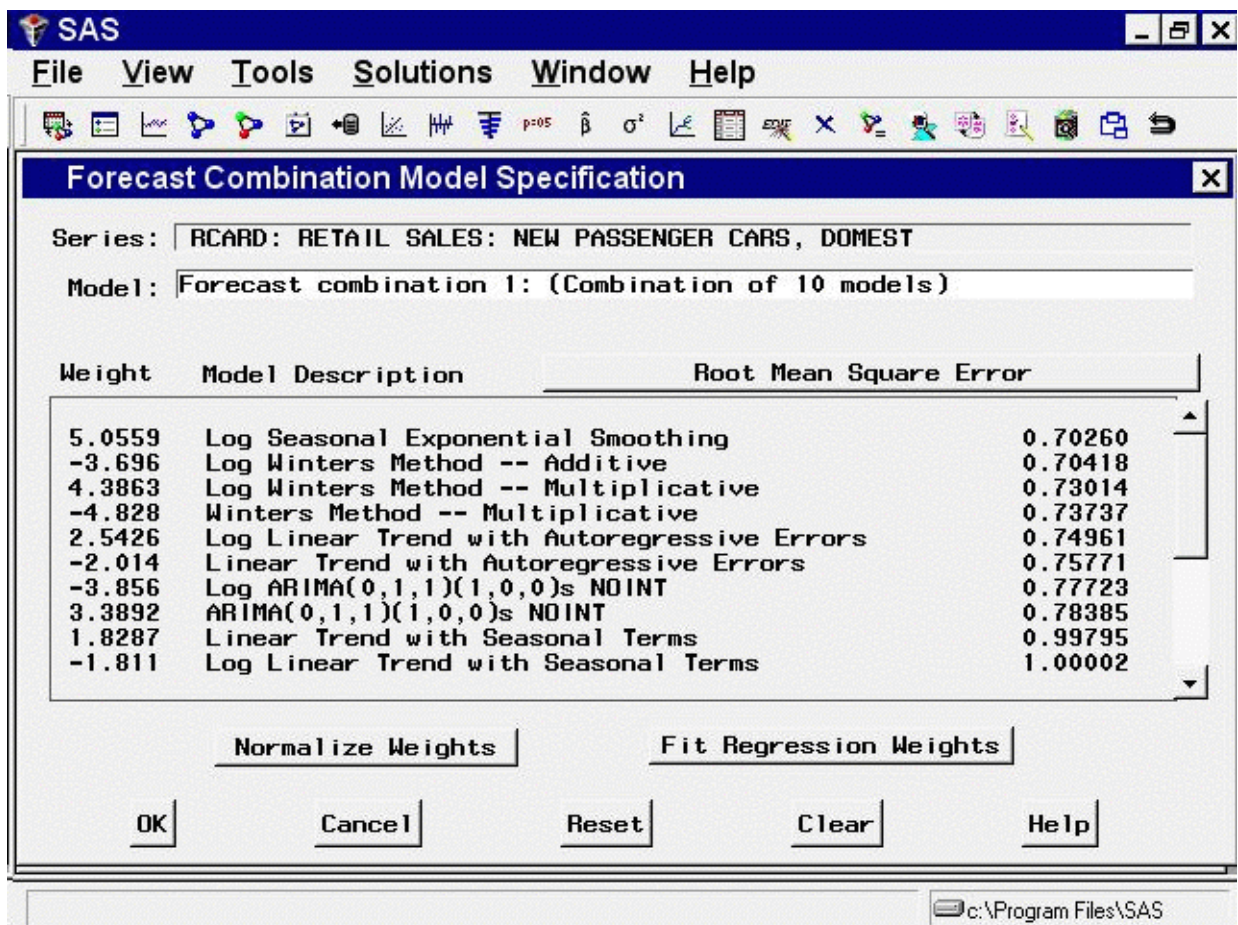 SAS
File View Tools Solutions Window Help
p=05 β̂ σ²
Forecast Combination Model Specification
Series: RCARD: RETAIL SALES: NEW PASSENGER CARS, DOMEST
Model: Forecast combination 1: (Combination of 10 models)
Weight Model Description Root Mean Square Error
5.0559 Log Seasonal Exponential Smoothing 0.70260
-3.696 Log Winters Method -- Additive 0.70418
4.3863 Log Winters Method -- Multiplicative 0.73014
-4.828 Winters Method -- Multiplicative 0.73737
2.5426 Log Linear Trend with Autoregressive Errors 0.74961
-2.014 Linear Trend with Autoregressive Errors 0.75771
-3.856 Log ARIMA(0,1,1)(1,0,0)s NOINT 0.77723
3.3892 ARIMA(0,1,1)(1,0,0)s NOINT 0.78385
1.8287 Linear Trend with Seasonal Terms 0.99795
-1.811 Log Linear Trend with Seasonal Terms 1.00002
Normalize Weights Fit Regression Weights
OK Cancel Reset Clear Help
c:\Program Files\SAS